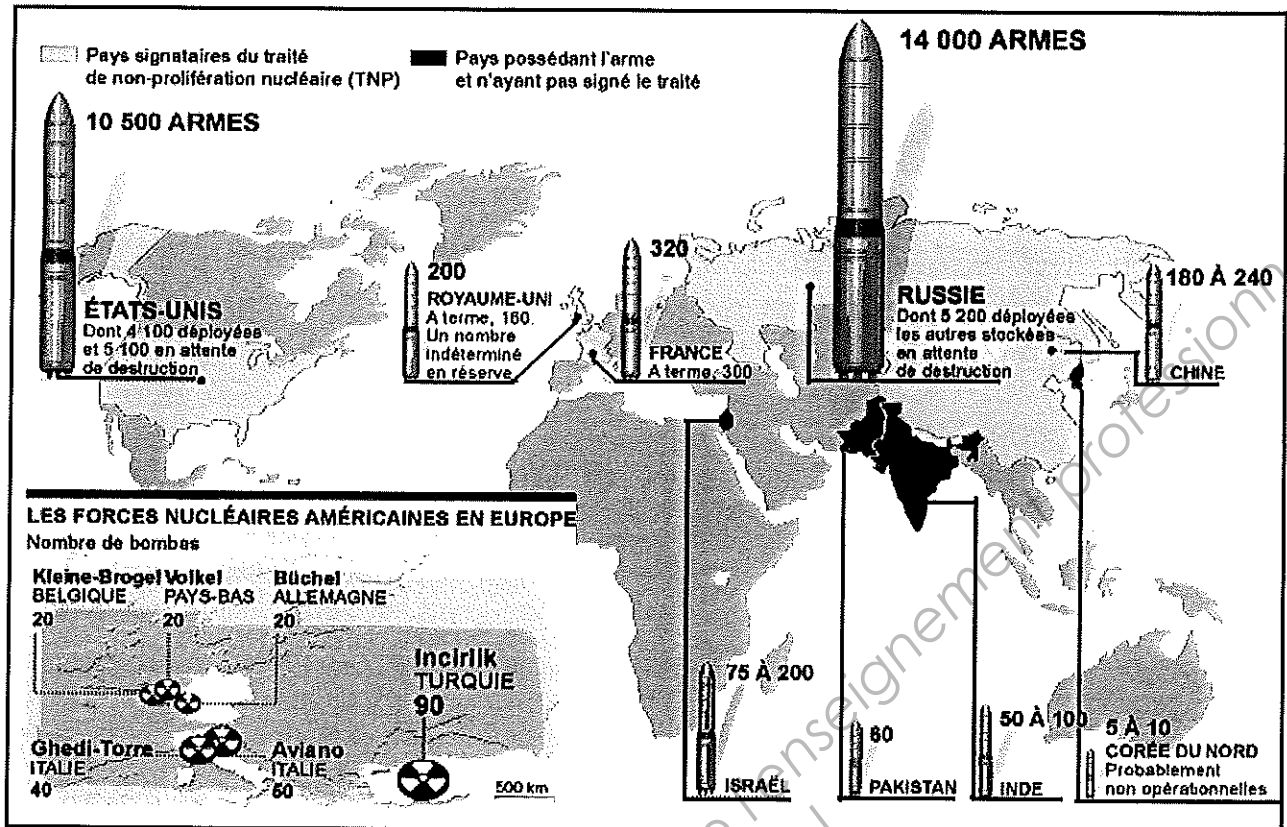 Pays signataires du traité
de non-prolifération nucléaire (TNP)
Pays possédant l'arme
et n'ayant pas signé le traité
14 000 ARMES
10 500 ARMES
ÉTATS-UNIS
Dont 4 100 déployées
et 5 100 en attente
de destruction
200
ROYAUME-UNI
A terme, 160.
Un nombre
indéterminé
en réserve
320
FRANCE
A terme, 300
RUSSIE
Dont 5 200 déployées
les autres stockées
en attente
de destruction
180 À 240
CHINE
LES FORCES NUCLÉAIRES AMÉRICAINES EN EUROPE
Nombre de bombes
Kleine-Brogel
BELGIQUE
20
Volkel
PAYS-BAS
20
Büchel
ALLEMAGNE
20
Incirlik
TURQUIE
90
Ghedi-Torre
ITALIE
40
Aviano
ITALIE
50
500 km
75 À 200
ISRAËL
60
PAKISTAN
50 À 100
INDE
5 À 10
CORÉE DU NORD
Probablement
non opérationnelles
enseignement professionn